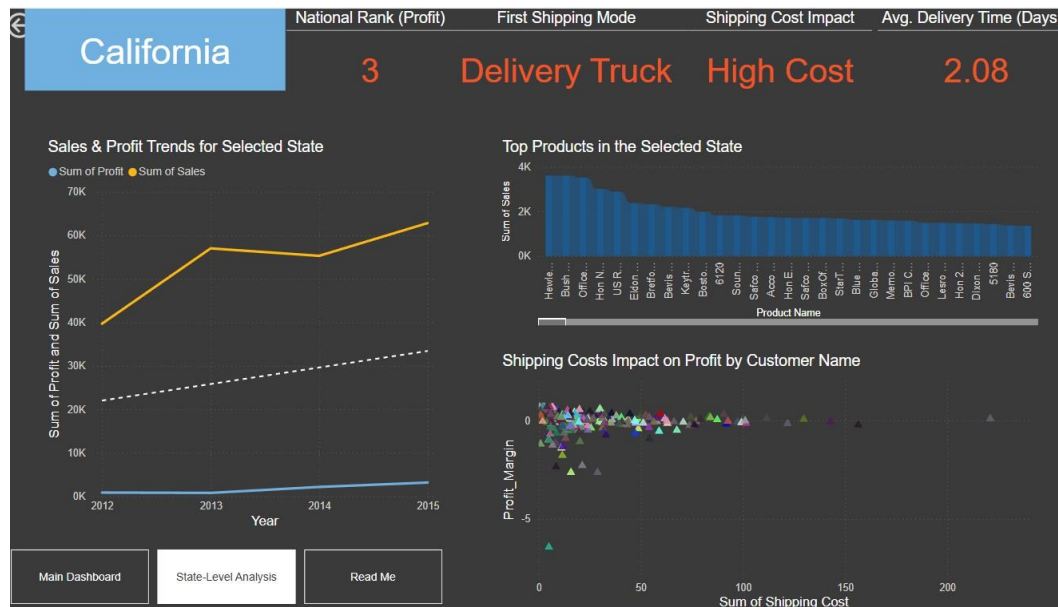 National Rank (Profit)
First Shipping Mode
Shipping Cost Impact
Avg. Delivery Time (Days
California
3
Delivery Truck
High Cost
2.08
Sales & Profit Trends for Selected State
Sum of Profit
Sum of Sales
70K
60K
50K
40K
30K
20K
10K
0K
Sum of Profit and Sum of Sales
2012
2013
2014
2015
Year
Top Products in the Selected State
4K
2K
0K
Sum of Sales
Hewle...
Bush ...
Office...
Hon N...
US R...
Eldon ...
Bretfo...
Bevis ...
Keytr...
Bosto...
6120
Soun...
Safco ...
Acco ...
Hon E...
Safco ...
BoxOf...
StarT...
Blue ...
Globa...
Memo...
BPI C...
Office...
Lesro ...
Hon 2...
Dixon ...
5180
Bevis ...
600 S...
Product Name
Shipping Costs Impact on Profit by Customer Name
0
-5
Profit_Margin
0
50
100
150
200
Sum of Shipping Cost
Main Dashboard
State-Level Analysis
Read Me